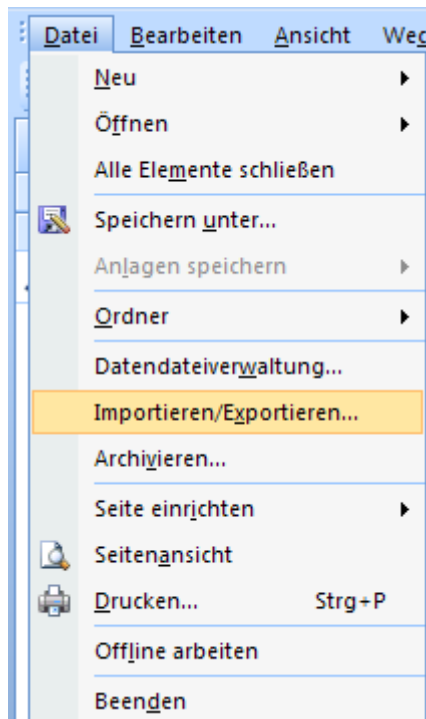 Datei Bearbeiten Ansicht
Neu
Öffnen
Alle Elemente schließen
Speichern unter...
Anlagen speichern
Ordner
Datendateiverwaltung...
Importieren/Exportieren...
Archivieren...
Seite einrichten
Seitenansicht
Drucken... Strg+P
Offline arbeiten
Beenden